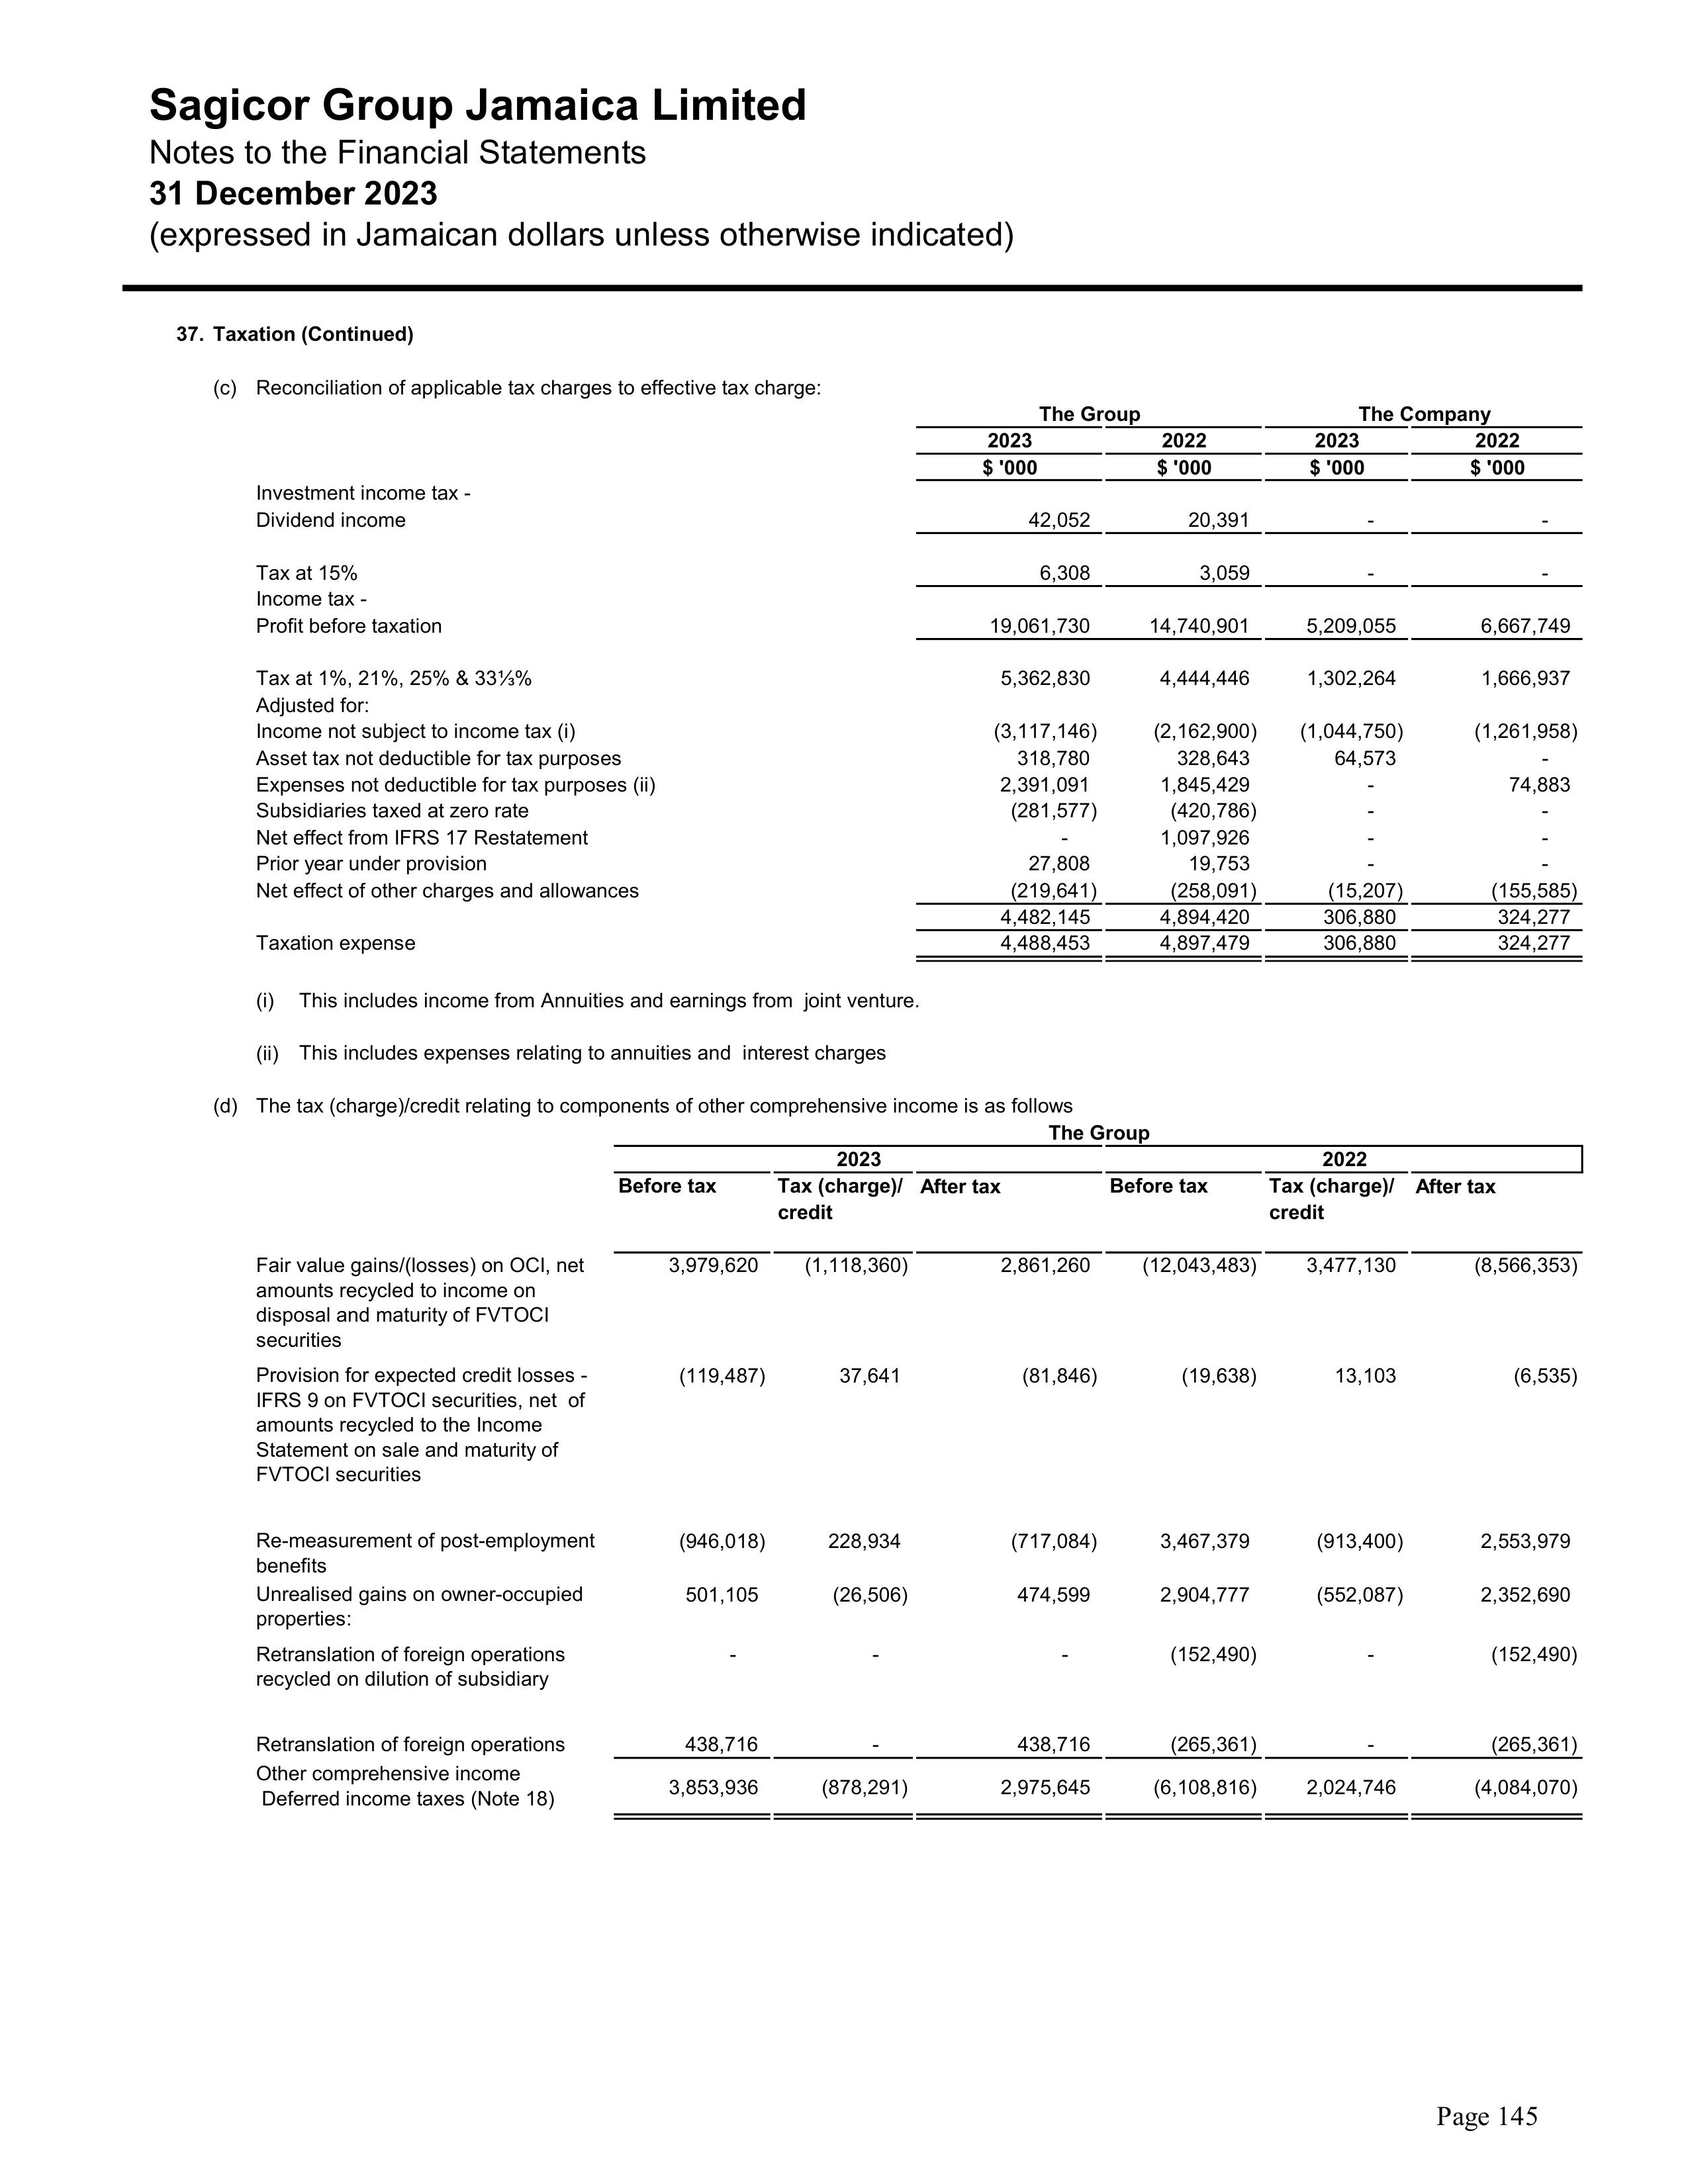 Sagicor Group Jamaica Limited
Notes to the Financial Statements
31 December 2023
(expressed in Jamaican dollars unless otherwise indicated)
37. Taxation (Continued)
(c) Reconciliation of applicable tax charges to effective tax charge:
The Group The Company
2023 2022 2023 2022
$ '000 $ '000 $ '000 $ '000
Investment income tax -
Dividend income 42,052 20,391 - -
Tax at 15% 6,308 3,059 - -
Income tax -
Profit before taxation 19,061,730 14,740,901 5,209,055 6,667,749
Tax at 1%, 21%, 25% & 33⅓% 5,362,830 4,444,446 1,302,264 1,666,937
Adjusted for:
Income not subject to income tax (i) (3,117,146) (2,162,900) (1,044,750) (1,261,958)
Asset tax not deductible for tax purposes 318,780 328,643 64,573 -
Expenses not deductible for tax purposes (ii) 2,391,091 1,845,429 - 74,883
Subsidiaries taxed at zero rate (281,577) (420,786) - -
Net effect from IFRS 17 Restatement - 1,097,926 - -
Prior year under provision 27,808 19,753 - -
Net effect of other charges and allowances (219,641) (258,091) (15,207) (155,585)
4,482,145 4,894,420 306,880 324,277
Taxation expense 4,488,453 4,897,479 306,880 324,277
(i) This includes income from Annuities and earnings from joint venture.
(ii) This includes expenses relating to annuities and interest charges
(d) The tax (charge)/credit relating to components of other comprehensive income is as follows
The Group
2023 2022
Before tax Tax (charge)/ After tax Before tax Tax (charge)/ After tax
credit credit
Fair value gains/(losses) on OCI, net 3,979,620 (1,118,360) 2,861,260 (12,043,483) 3,477,130 (8,566,353)
amounts recycled to income on
disposal and maturity of FVTOCI
securities
Provision for expected credit losses - (119,487) 37,641 (81,846) (19,638) 13,103 (6,535)
IFRS 9 on FVTOCI securities, net of
amounts recycled to the Income
Statement on sale and maturity of
FVTOCI securities
Re-measurement of post-employment (946,018) 228,934 (717,084) 3,467,379 (913,400) 2,553,979
benefits
Unrealised gains on owner-occupied 501,105 (26,506) 474,599 2,904,777 (552,087) 2,352,690
properties:
Retranslation of foreign operations - - - (152,490) - (152,490)
recycled on dilution of subsidiary
Retranslation of foreign operations 438,716 - 438,716 (265,361) - (265,361)
Other comprehensive income 3,853,936 (878,291) 2,975,645 (6,108,816) 2,024,746 (4,084,070)
Deferred income taxes (Note 18)
Page 145